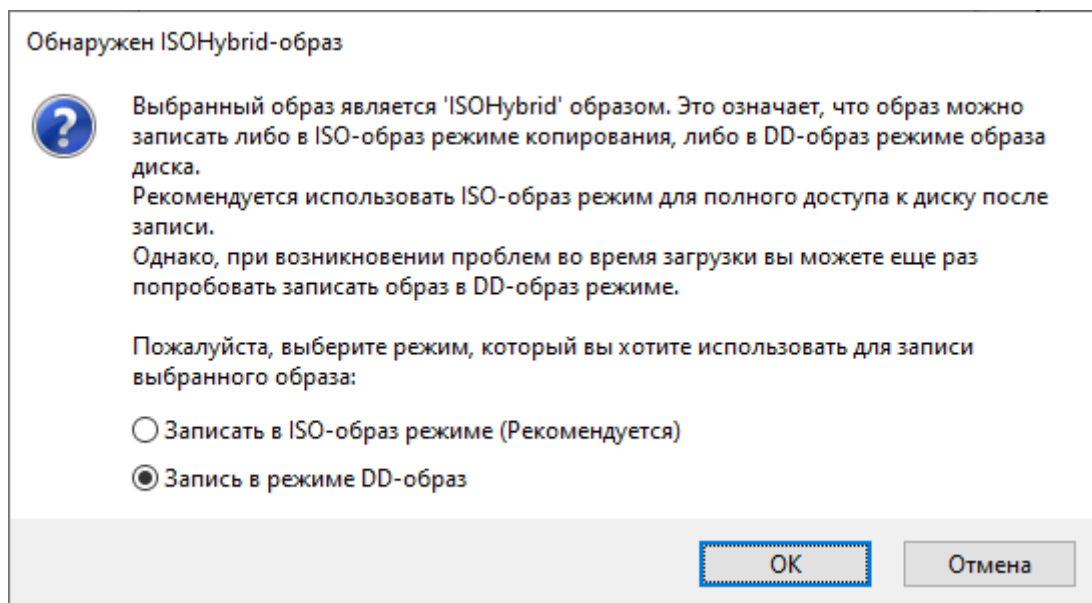 Обнаружен ISOHybrid-образ
Выбранный образ является 'ISOHybrid' образом. Это означает, что образ можно
записать либо в ISO-образ режиме копирования, либо в DD-образ режиме образа
диска.
Рекомендуется использовать ISO-образ режим для полного доступа к диску после
записи.
Однако, при возникновении проблем во время загрузки вы можете еще раз
попробовать записать образ в DD-образ режиме.
Пожалуйста, выберите режим, который вы хотите использовать для записи
выбранного образа:
Записать в ISO-образ режиме (Рекомендуется)
Запись в режиме DD-образ
ОК
Отмена